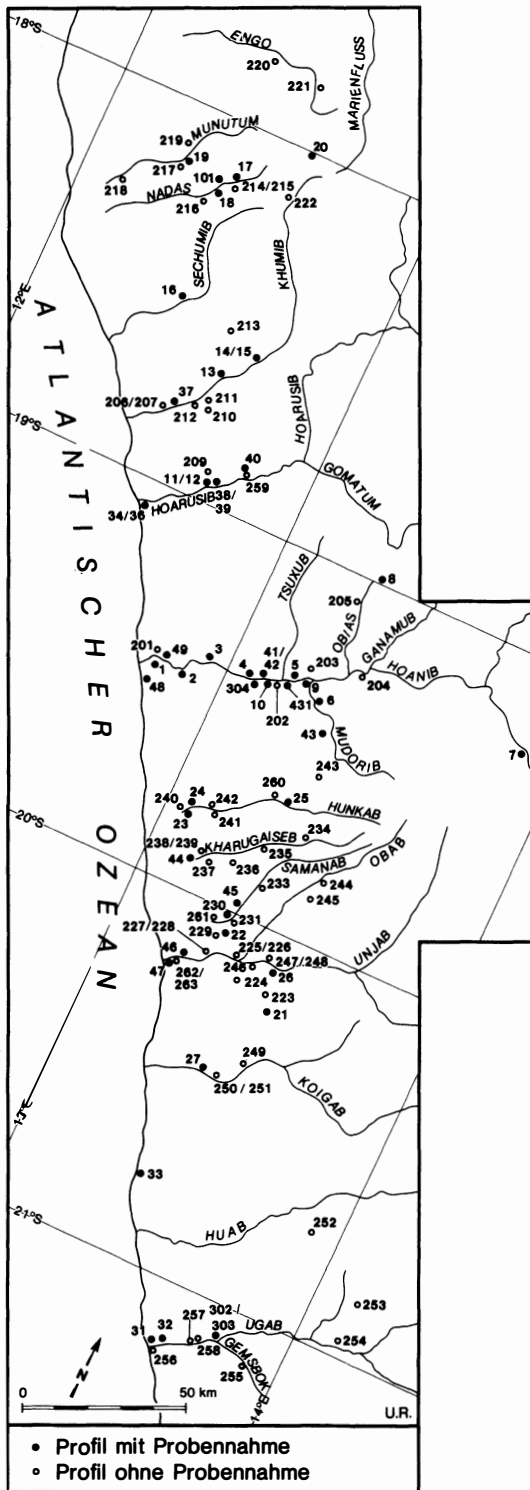 18°S
ENGO
220
221
MARIENFLUSS
219
MUNUTUM
20
217
19
218
101
17
NADAS
214/215
216
18
222
SECHUMIB
KHUMIB
12°E
16
213
14/15
13
HOARUSIB
37
206/207
211
212
210
19°S
209
40
11/12
259
GOMATUM
34/36
HOARUSIB
38/
39
ATLANTISCHER OZEAN
TSUXUB
8
205
OBIAS
GANAMUB
HOANIB
201
49
3
41/
42
4
5
203
1
2
48
304
10
202
431
9
6
204
43
MUDORIB
7
243
260
24
242
25
240
HUNKAB
23
241
20°S
238/239
KHARUGAISEB
234
44
235
237
236
SAMANAB
OBAB
233
244
45
245
230
261
231
227/228
229
22
225/226
UNJAB
46
247/248
47
262/
263
246
26
224
223
21
249
27
250/251
KOIGAB
13°E
33
21°S
HUAB
252
253
302/
303
257
UGAB
31
32
254
256
258
GEMSBOK
255
N
0 50 km
14°E
U.R.
● Profil mit Probennahme
○ Profil ohne Probennahme